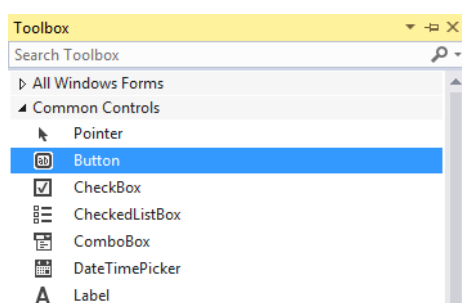 Toolbox
Search Toolbox
All Windows Forms
Common Controls
Pointer
Button
CheckBox
CheckedListBox
ComboBox
DateTimePicker
Label